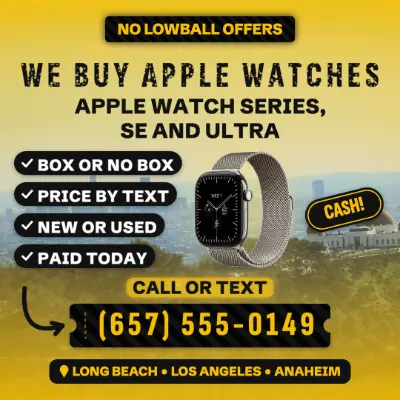 NO LOWBALL OFFERS
WE BUY APPLE WATCHES
APPLE WATCH SERIES,
SE AND ULTRA
BOX OR NO BOX
PRICE BY TEXT
NEW OR USED
PAID TODAY
CASH!
CALL OR TEXT
(657) 555-0149
LONG BEACH • LOS ANGELES • ANAHEIM